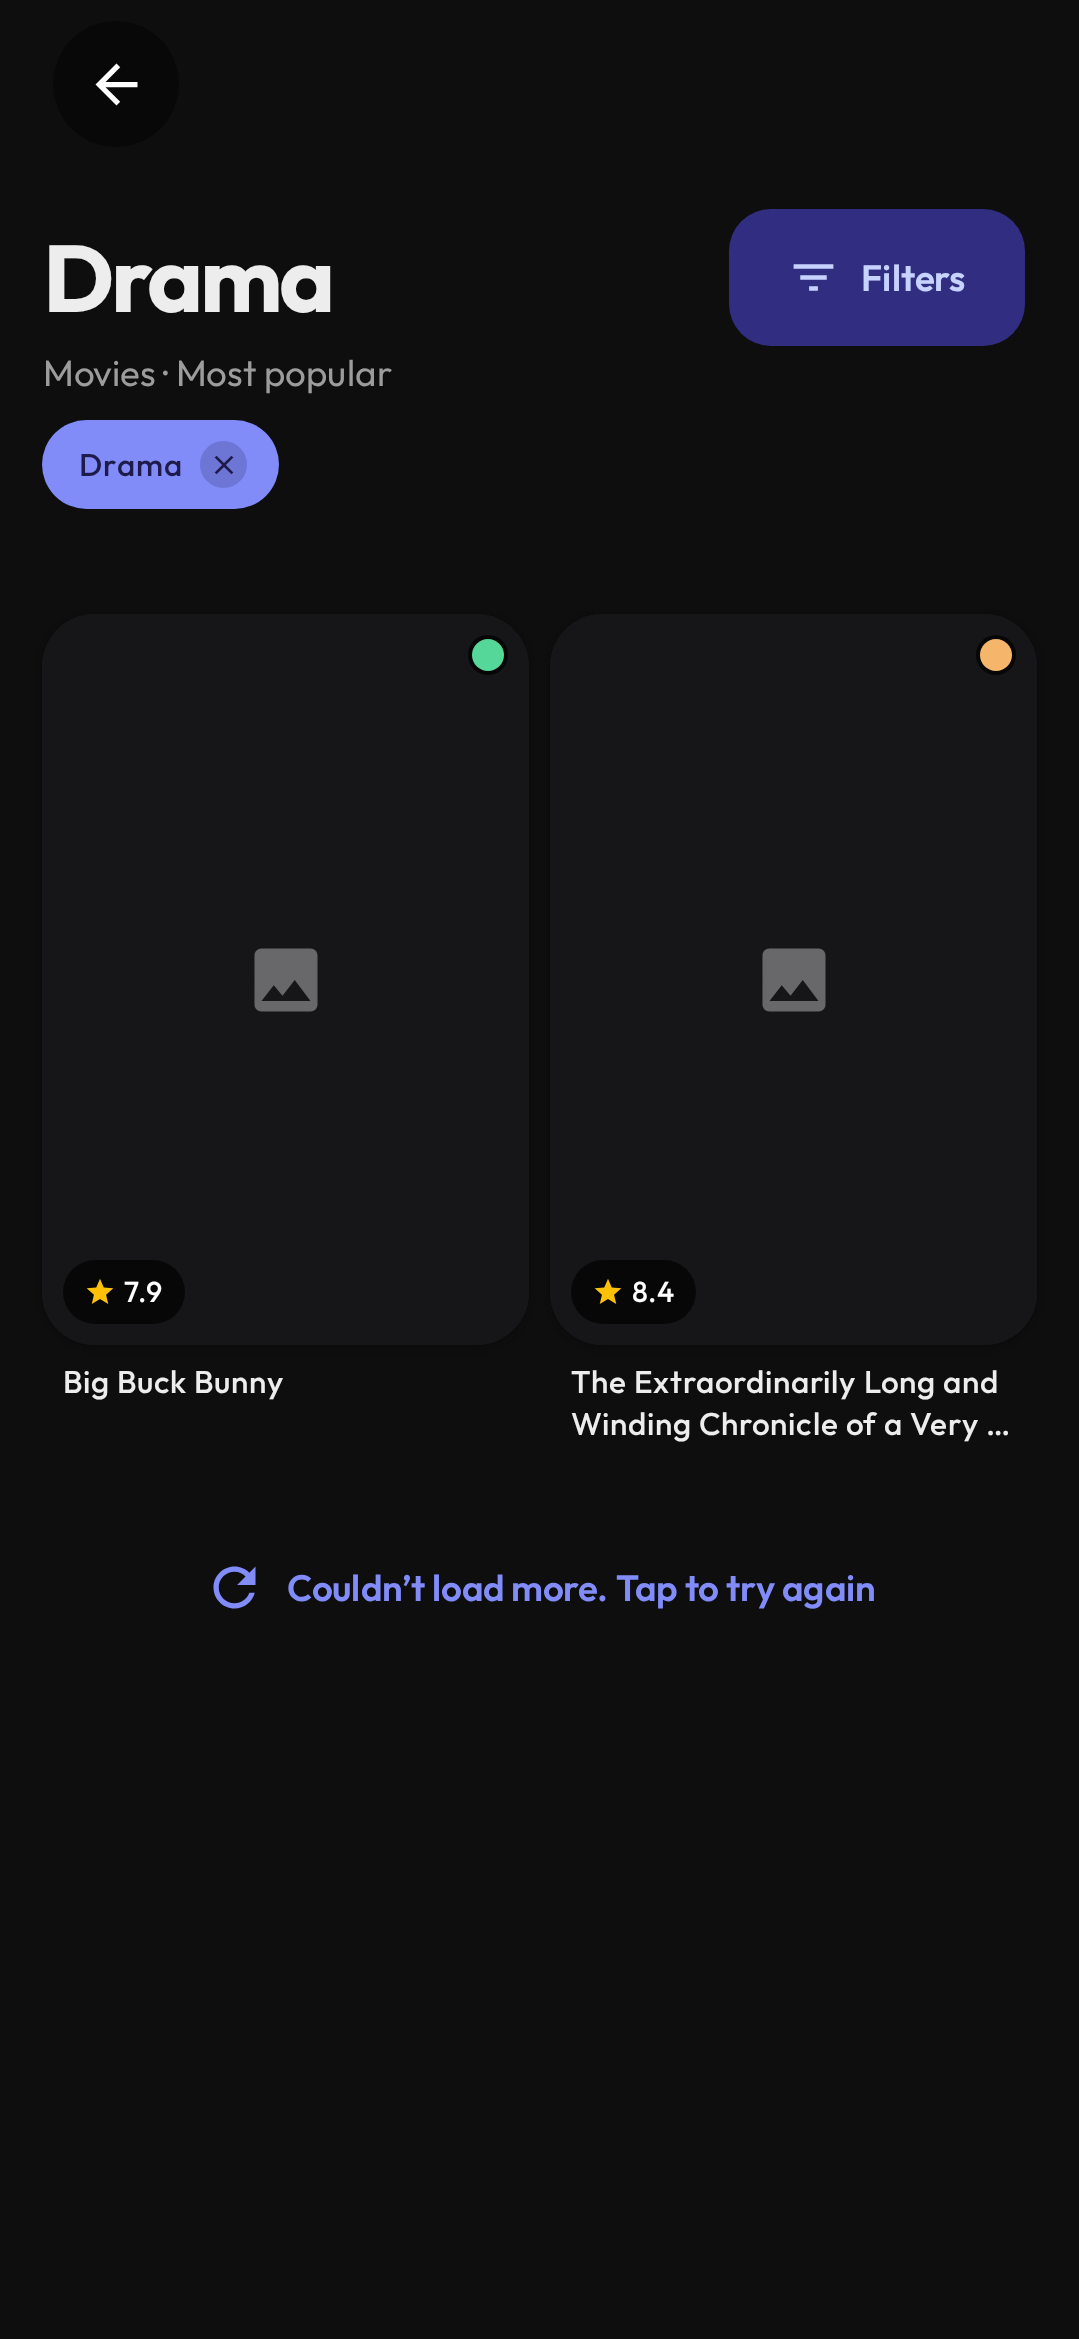 Drama
Filters
Movies · Most popular
Drama
7.9
8.4
Big Buck Bunny
The Extraordinarily Long and
Winding Chronicle of a Very ...
Couldn’t load more. Tap to try again